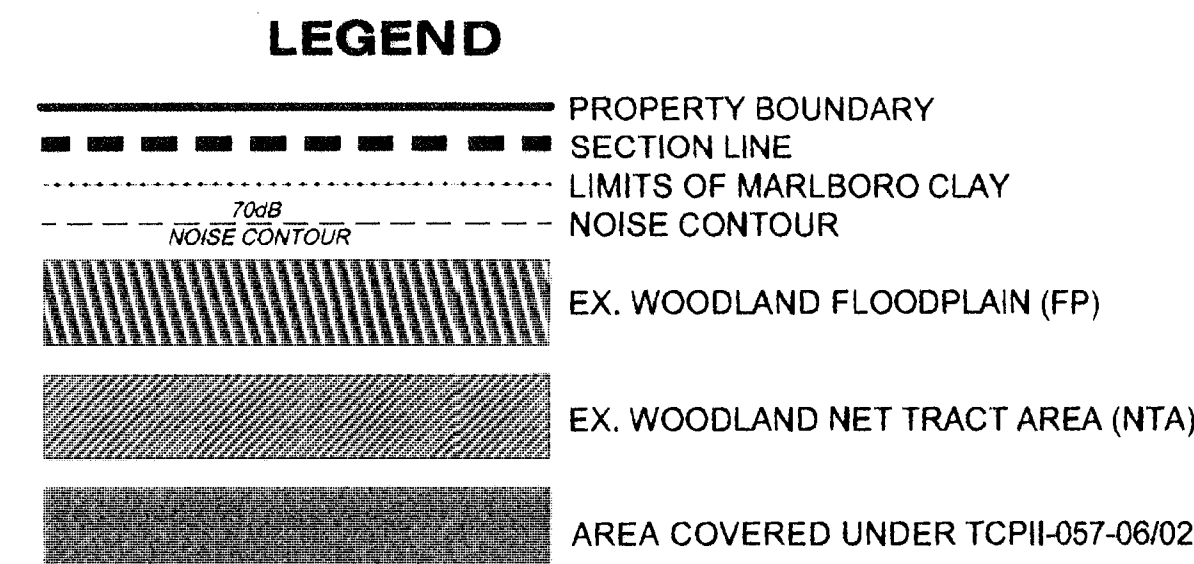 LEGEND
PROPERTY BOUNDARY
SECTION LINE
LIMITS OF MARLBORO CLAY
70dB
NOISE CONTOUR
NOISE CONTOUR
EX. WOODLAND FLOODPLAIN (FP)
EX. WOODLAND NET TRACT AREA (NTA)
AREA COVERED UNDER TCPII-057-06/02